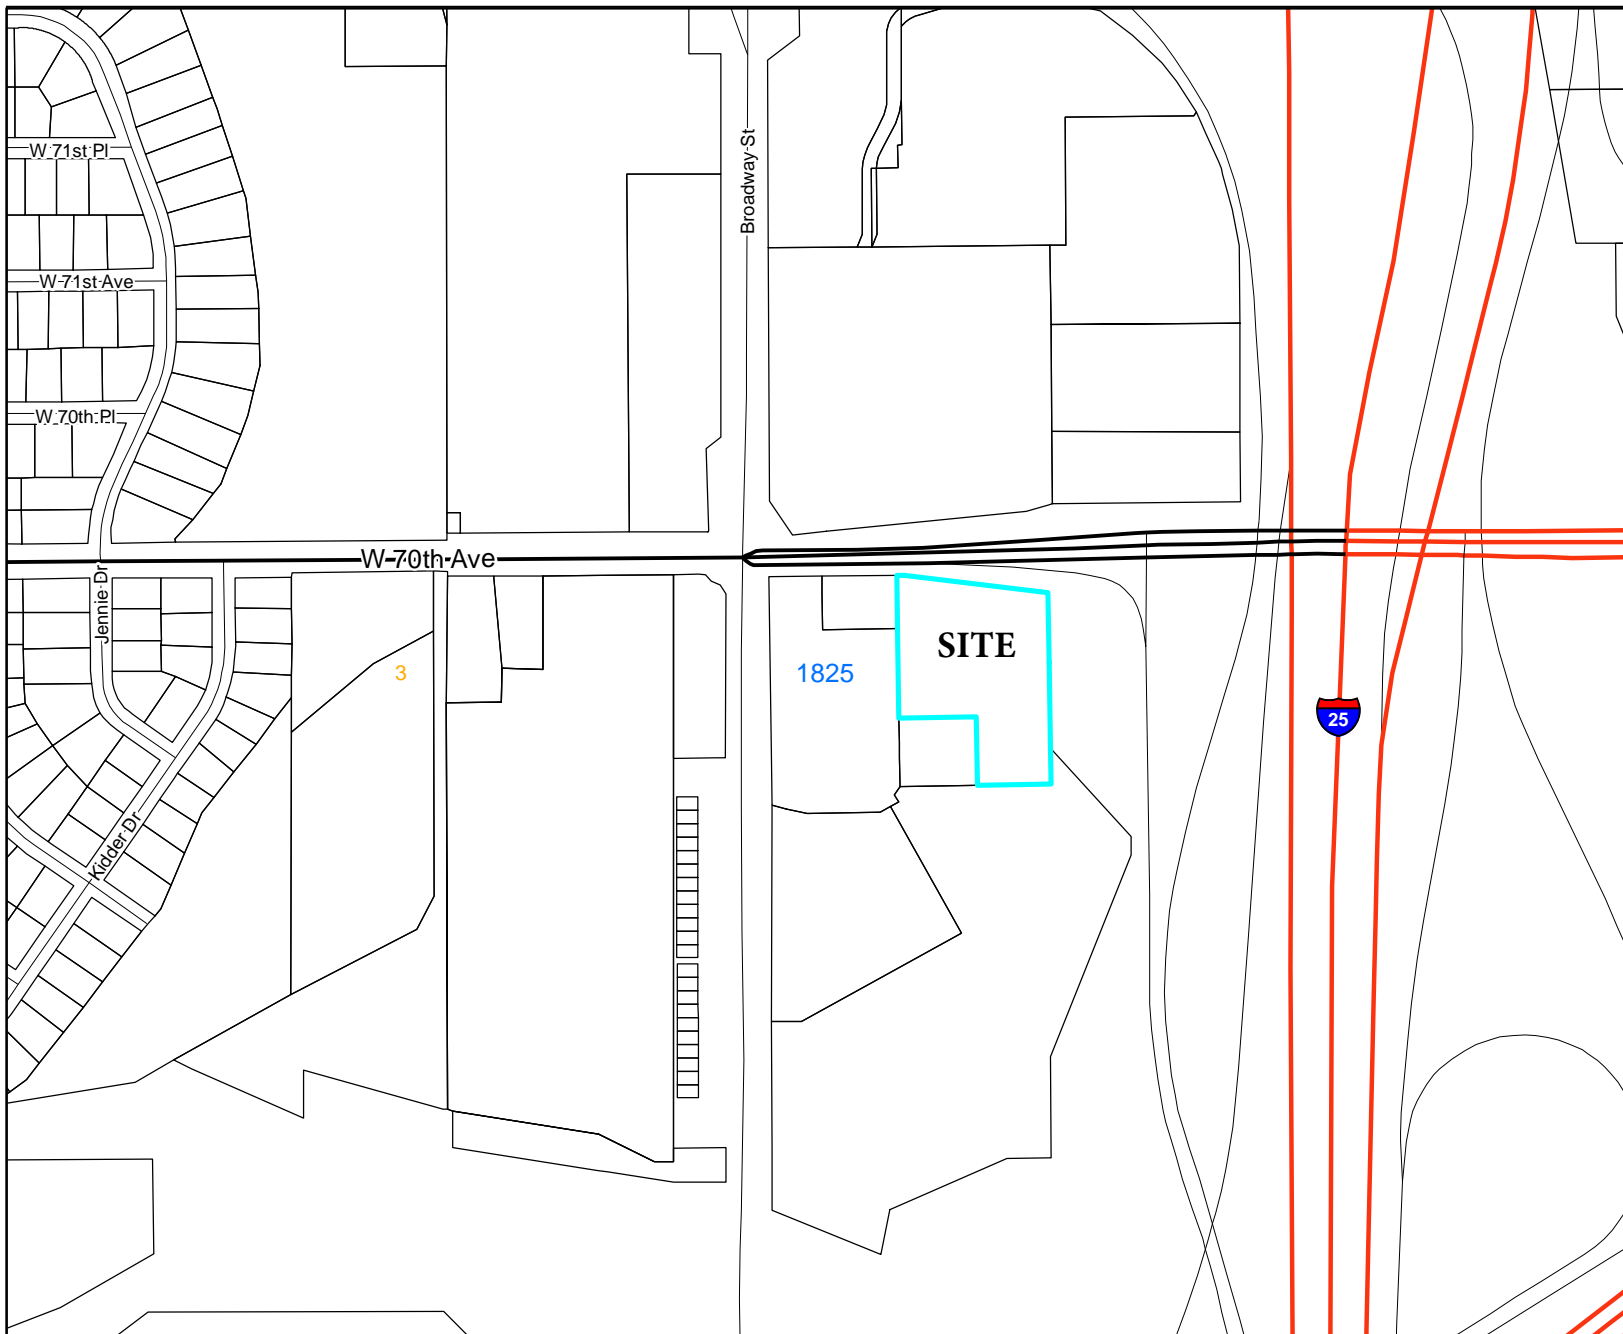 W 71st Pl
Broadway St
W 71st Ave
W 70th Pl
W 70th Ave
Jennie Dr
SITE
3
1825
25
Kidder Dr